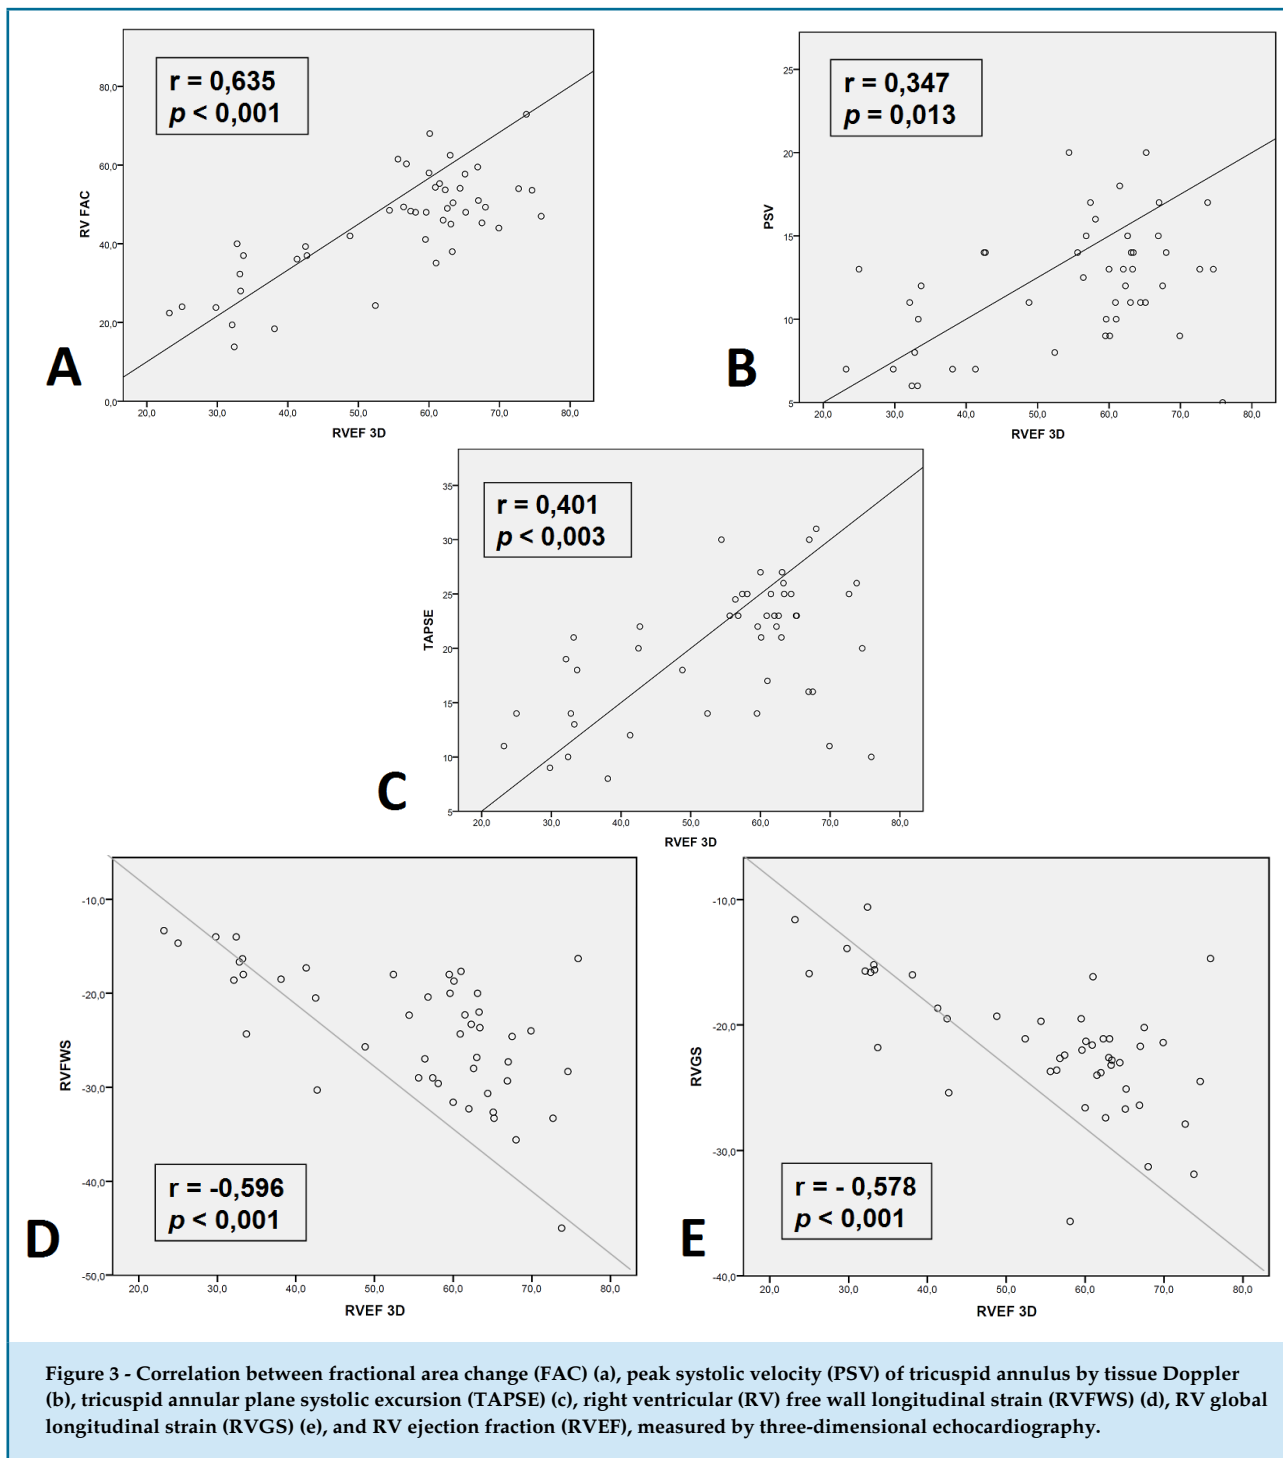 r = 0,635
p < 0,001
80,0
60,0
40,0
20,0
0,0
RV FAC
A
20,0 30,0 40,0 50,0 60,0 70,0 80,0
RVEF 3D
r = 0,347
p = 0,013
25
20
15
10
5
PSV
B
20,0 30,0 40,0 50,0 60,0 70,0 80,0
RVEF 3D
r = 0,401
p < 0,003
35
30
25
20
15
10
5
TAPSE
C
20,0 30,0 40,0 50,0 60,0 70,0 80,0
RVEF 3D
-10,0
-20,0
-30,0
-40,0
-50,0
RVFWS
r = -0,596
p < 0,001
D
20,0 30,0 40,0 50,0 60,0 70,0 80,0
RVEF 3D
-10,0
-20,0
-30,0
-40,0
RVGS
r = - 0,578
p < 0,001
E
20,0 30,0 40,0 50,0 60,0 70,0 80,0
RVEF 3D
Figure 3 - Correlation between fractional area change (FAC) (a), peak systolic velocity (PSV) of tricuspid annulus by tissue Doppler
(b), tricuspid annular plane systolic excursion (TAPSE) (c), right ventricular (RV) free wall longitudinal strain (RVFWS) (d), RV global
longitudinal strain (RVGS) (e), and RV ejection fraction (RVEF), measured by three-dimensional echocardiography.